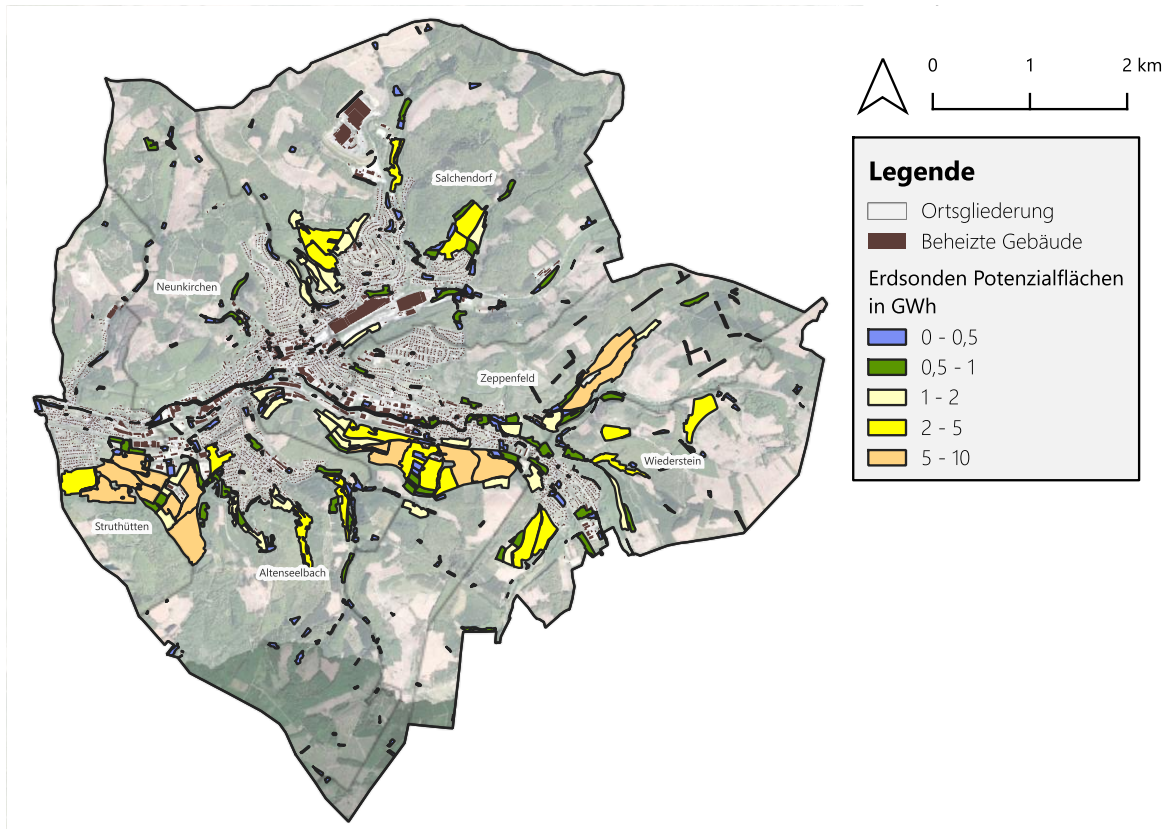 0 1 2 km
Salchendorf
Neunkirchen
Zeppenfeld
Wiederstein
Struthütten
Altenseelbach
Legende
Ortsgliederung
Beheizte Gebäude
Erdsonden Potenzialflächen
in GWh
0 - 0,5
0,5 - 1
1 - 2
2 - 5
5 - 10